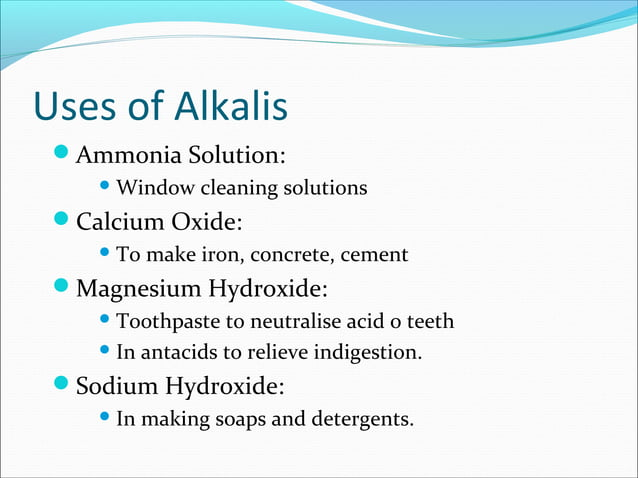 Uses of Alkalis
Ammonia Solution:
Window cleaning solutions
Calcium Oxide:
To make iron, concrete, cement
Magnesium Hydroxide:
Toothpaste to neutralise acid o teeth
In antacids to relieve indigestion.
Sodium Hydroxide:
In making soaps and detergents.